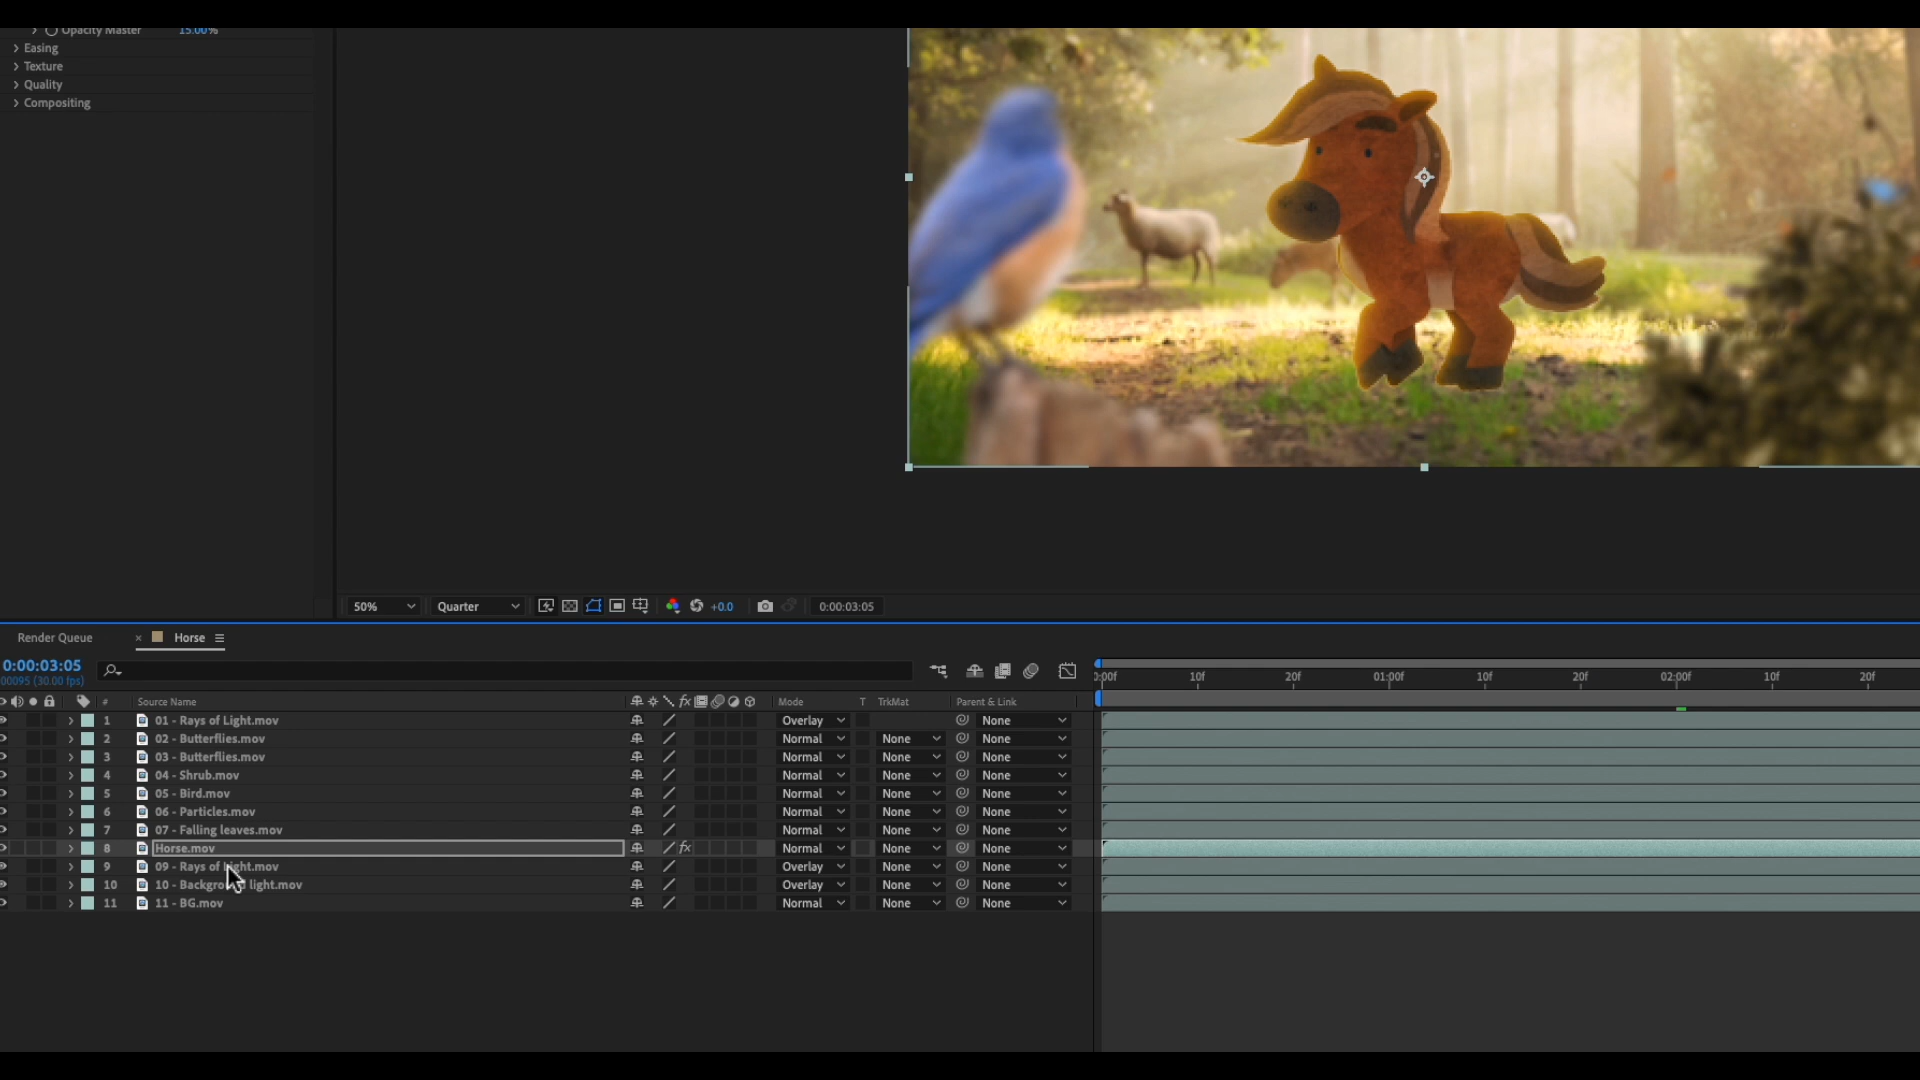 Opacity Master 15.00%
Easing
Texture
Quality
Compositing
50% Quarter +0.0 0:00:03:05
Render Queue × Horse
0:00:03:05
00095 (30.00 fps)
:00f 10f 20f 01:00f 10f 20f 02:00f 10f 20f
# Source Name fx Mode T TrkMat Parent & Link
1 01 - Rays of Light.mov Overlay None
2 02 - Butterflies.mov Normal None None
3 03 - Butterflies.mov Normal None None
4 04 - Shrub.mov Normal None None
5 05 - Bird.mov Normal None None
6 06 - Particles.mov Normal None None
7 07 - Falling leaves.mov Normal None None
8 Horse.mov fx Normal None None
9 09 - Rays of Light.mov Overlay None None
10 10 - Background light.mov Overlay None None
11 11 - BG.mov Normal None None